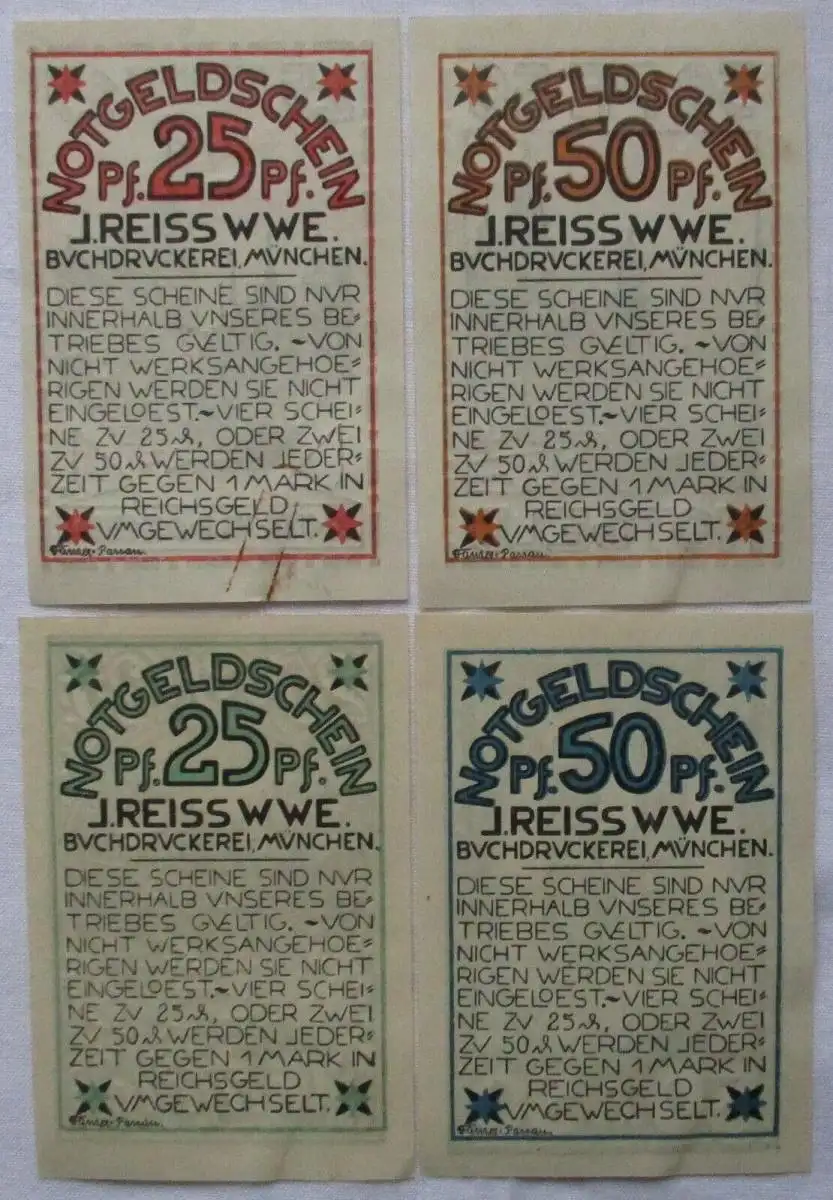 NOTGELDSCHEIN
Pf. 25 Pf.
J. REISS WWE.
BVCHDRVCKEREI, MVNCHEN.
DIESE SCHEINE SIND NVR
INNERHALB VNSERES BE=
TRIEBES GVELTIG. ~VON
NICHT WERKSANGEHOE=
RIGEN WERDEN SIE NICHT
EINGELOEST.~VIER SCHEI=
NE ZV 25 ₰, ODER ZWEI
ZV 50 ₰ WERDEN JEDER-
ZEIT GEGEN 1 MARK IN
REICHSGELD
VMGEWECHSELT.
NOTGELDSCHEIN
Pf. 50 Pf.
J. REISS WWE.
BVCHDRVCKEREI, MVNCHEN.
DIESE SCHEINE SIND NVR
INNERHALB VNSERES BE=
TRIEBES GVELTIG. ~VON
NICHT WERKSANGEHOE=
RIGEN WERDEN SIE NICHT
EINGELOEST.~VIER SCHEI=
NE ZV 25 ₰, ODER ZWEI
ZV 50 ₰ WERDEN JEDER-
ZEIT GEGEN 1 MARK IN
REICHSGELD
VMGEWECHSELT.
NOTGELDSCHEIN
Pf. 25 Pf.
J. REISS WWE.
BVCHDRVCKEREI, MVNCHEN.
DIESE SCHEINE SIND NVR
INNERHALB VNSERES BE=
TRIEBES GVELTIG. ~VON
NICHT WERKSANGEHOE=
RIGEN WERDEN SIE NICHT
EINGELOEST.~VIER SCHEI=
NE ZV 25 ₰, ODER ZWEI
ZV 50 ₰ WERDEN JEDER-
ZEIT GEGEN 1 MARK IN
REICHSGELD
VMGEWECHSELT.
NOTGELDSCHEIN
Pf. 50 Pf.
J. REISS WWE.
BVCHDRVCKEREI, MVNCHEN.
DIESE SCHEINE SIND NVR
INNERHALB VNSERES BE=
TRIEBES GVELTIG. ~VON
NICHT WERKSANGEHOE=
RIGEN WERDEN SIE NICHT
EINGELOEST.~VIER SCHEI=
NE ZV 25 ₰, ODER ZWEI
ZV 50 ₰ WERDEN JEDER-
ZEIT GEGEN 1 MARK IN
REICHSGELD
VMGEWECHSELT.